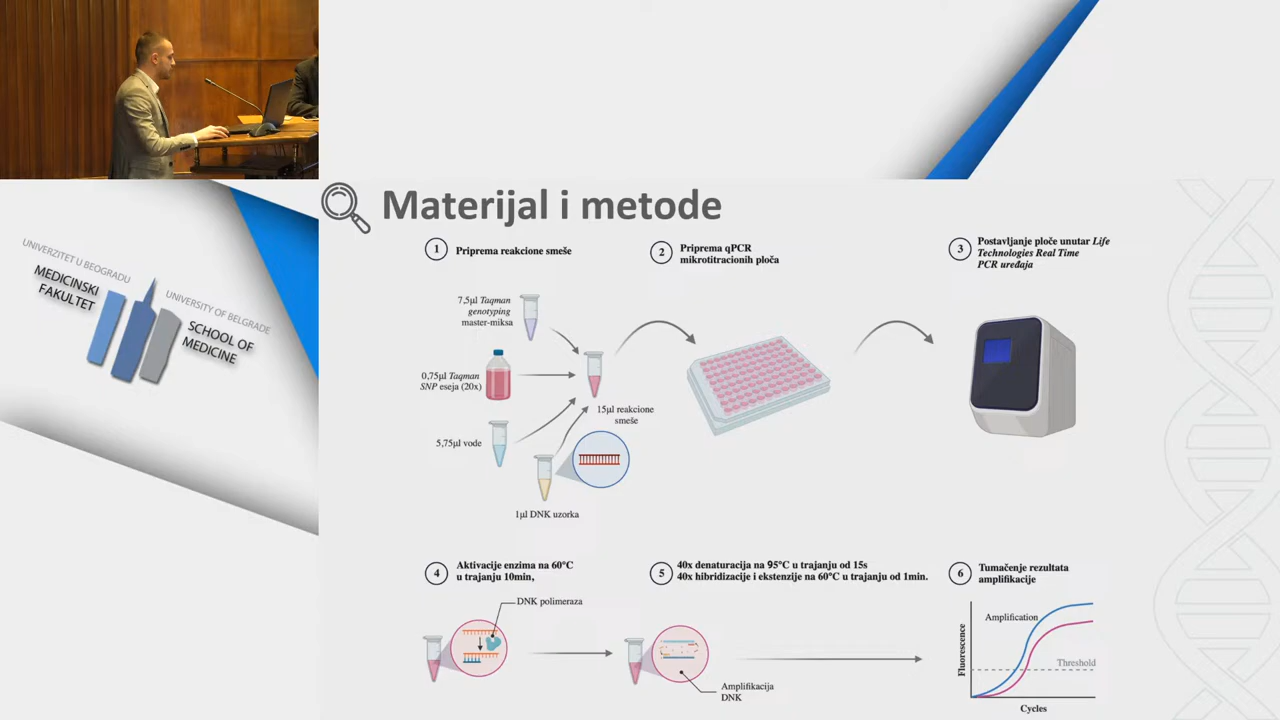 Materijal i metode
UNIVERZITET U BEOGRADU
MEDICINSKI
FAKULTET
UNIVERSITY OF BELGRADE
SCHOOL OF
MEDICINE
1
Priprema reakcione smeše
2
Priprema qPCR
mikrotitracionih ploča
3
Postavljanje ploče unutar Life
Technologies Real Time
PCR uređaja
7,5µl Taqman
genotyping
master-miksa
0,75µl Taqman
SNP eseja (20x)
15µl reakcione
smeše
5,75µl vode
1µl DNK uzorka
4
Aktivacije enzima na 60°C
u trajanju 10min,
5
40x denaturacija na 95°C u trajanju od 15s
40x hibridizacije i ekstenzije na 60°C u trajanju od 1min.
6
Tumačenje rezultata
amplifikacije
DNK polimeraza
Amplifikacija
DNK
Amplification
Fluorescence
Threshold
Cycles